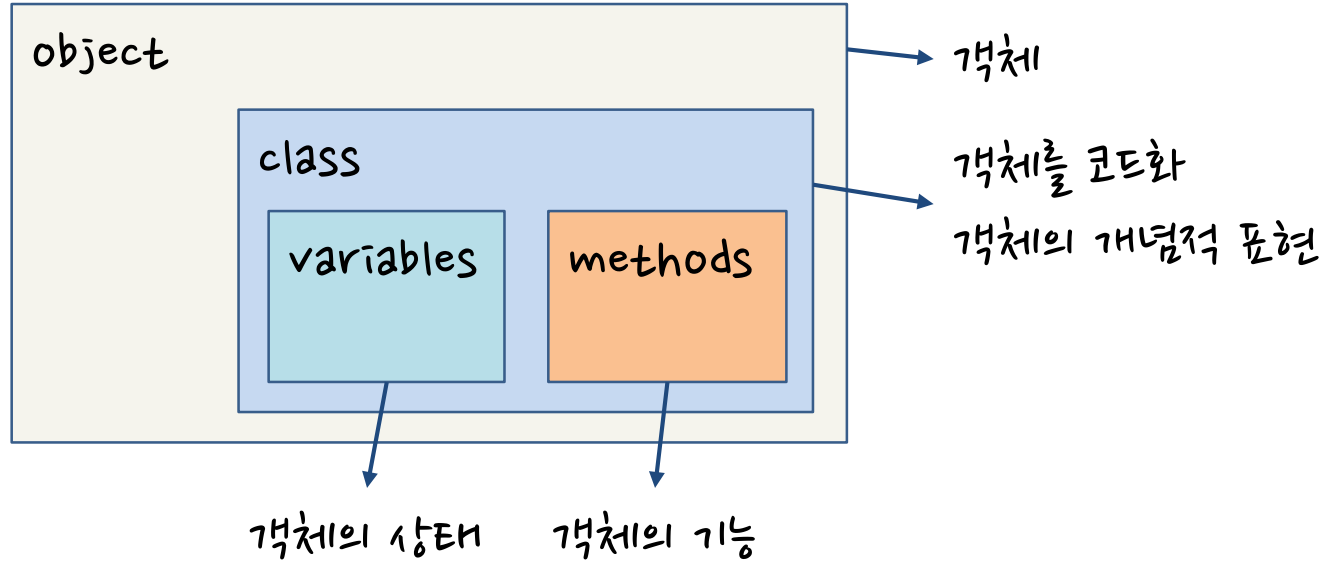 object
객체
class
객체를 코드화
객체의 개념적 표현
variables
methods
객체의 상태
객체의 기능